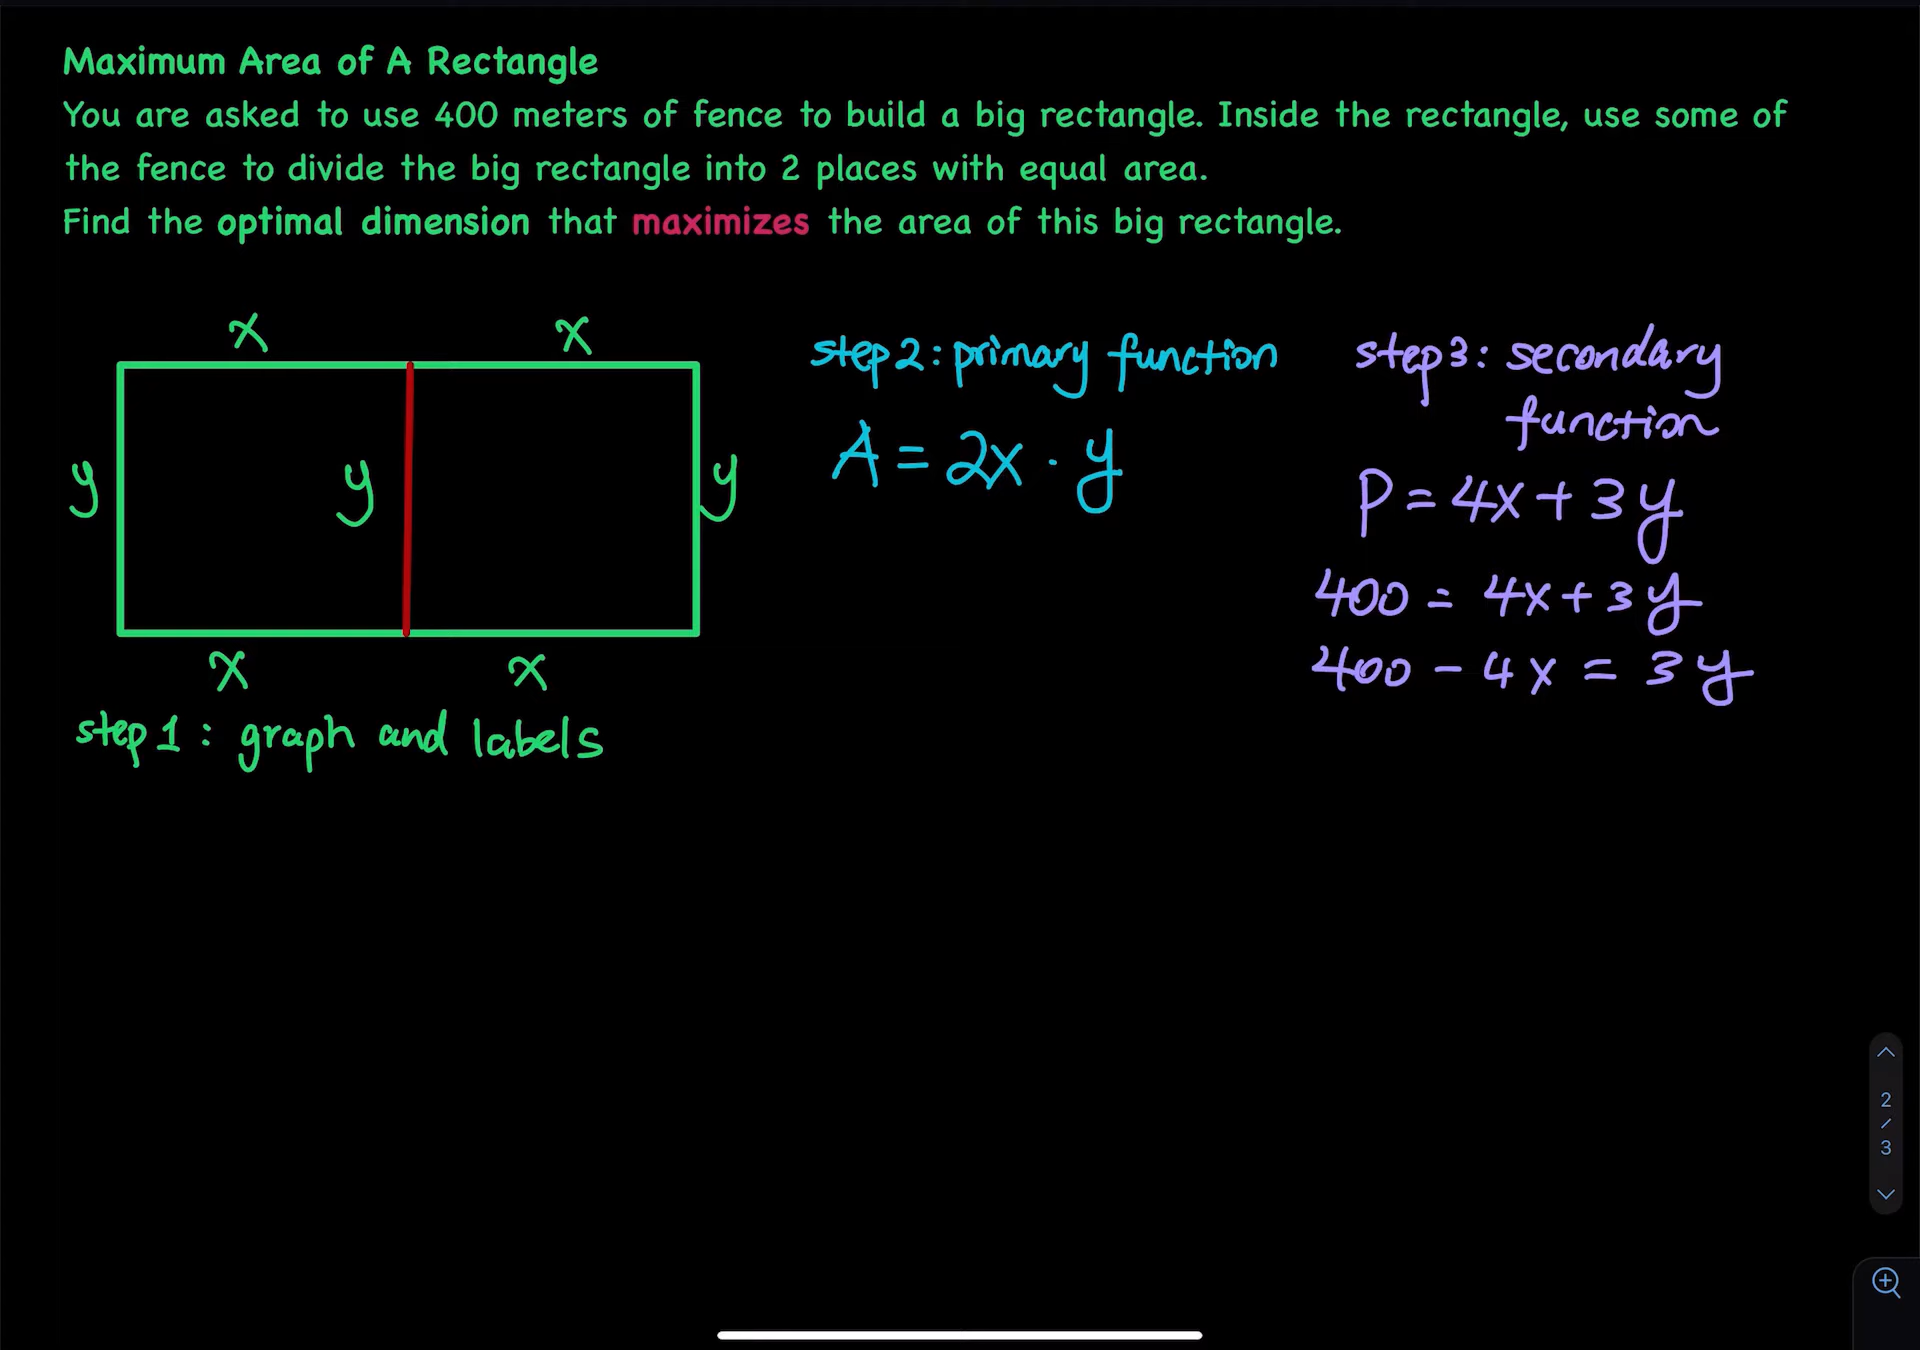 Maximum Area of A Rectangle
You are asked to use 400 meters of fence to build a big rectangle. Inside the rectangle, use some of
the fence to divide the big rectangle into 2 places with equal area.
Find the optimal dimension that maximizes the area of this big rectangle.
x x
y y y
x x
step 1 : graph and labels
step 2 : primary function
A = 2x · y
step 3 : secondary
function
P = 4x + 3y
400 = 4x + 3y
400 - 4x = 3y
2
/
3